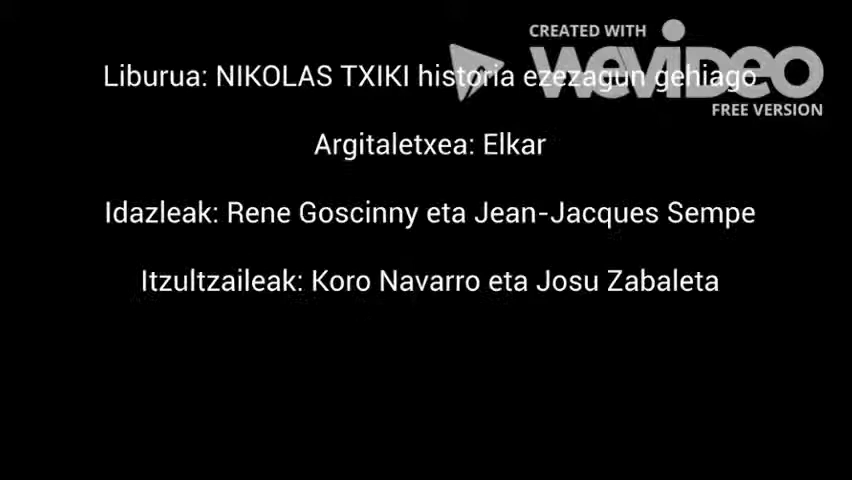 CREATED WITH
WEVIDEO
FREE VERSION
Liburua: NIKOLAS TXIKI historia ezezagun gehiago
Argitaletxea: Elkar
Idazleak: Rene Goscinny eta Jean-Jacques Sempe
Itzultzaileak: Koro Navarro eta Josu Zabaleta